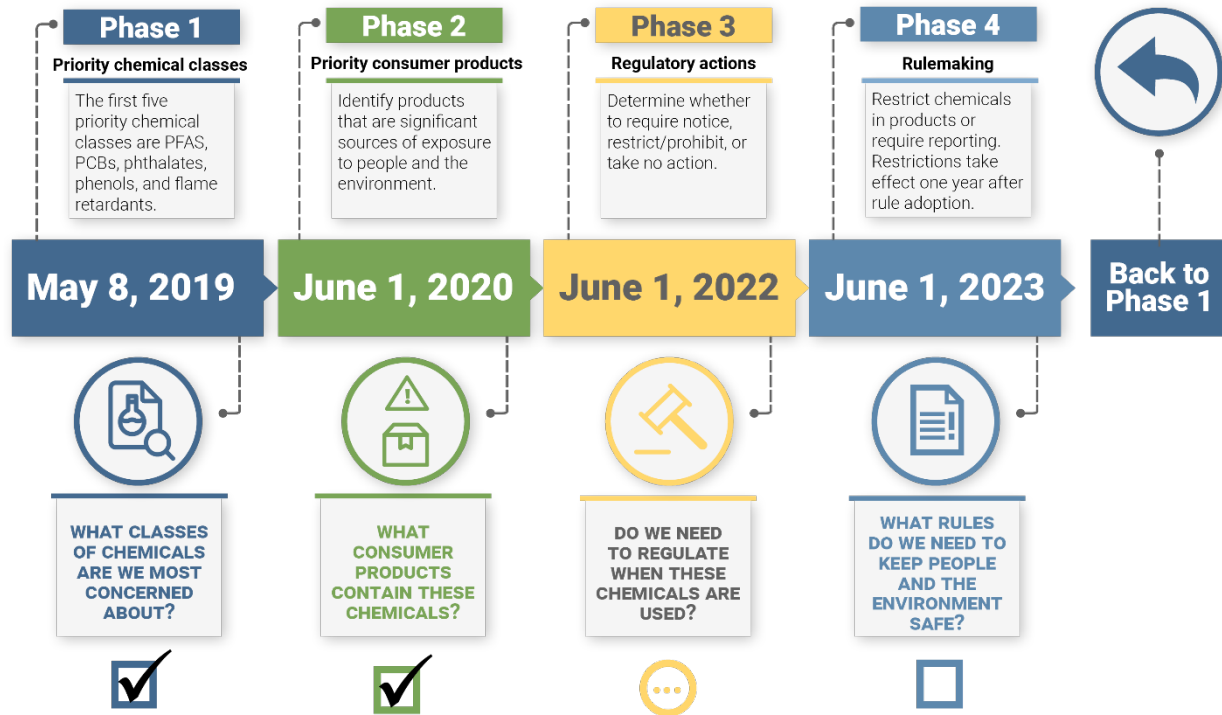 Phase 1
Priority chemical classes
The first five
priority chemical
classes are PFAS,
PCBs, phthalates,
phenols, and flame
retardants.
May 8, 2019
WHAT CLASSES
OF CHEMICALS
ARE WE MOST
CONCERNED
ABOUT?
Phase 2
Priority consumer products
Identify products
that are significant
sources of exposure
to people and the
environment.
June 1, 2020
WHAT
CONSUMER
PRODUCTS
CONTAIN THESE
CHEMICALS?
Phase 3
Regulatory actions
Determine whether
to require notice,
restrict/prohibit, or
take no action.
June 1, 2022
DO WE NEED
TO REGULATE
WHEN THESE
CHEMICALS ARE
USED?
Phase 4
Rulemaking
Restrict chemicals
in products or
require reporting.
Restrictions take
effect one year after
rule adoption.
June 1, 2023
WHAT RULES
DO WE NEED TO
KEEP PEOPLE
AND THE
ENVIRONMENT
SAFE?
Back to
Phase 1